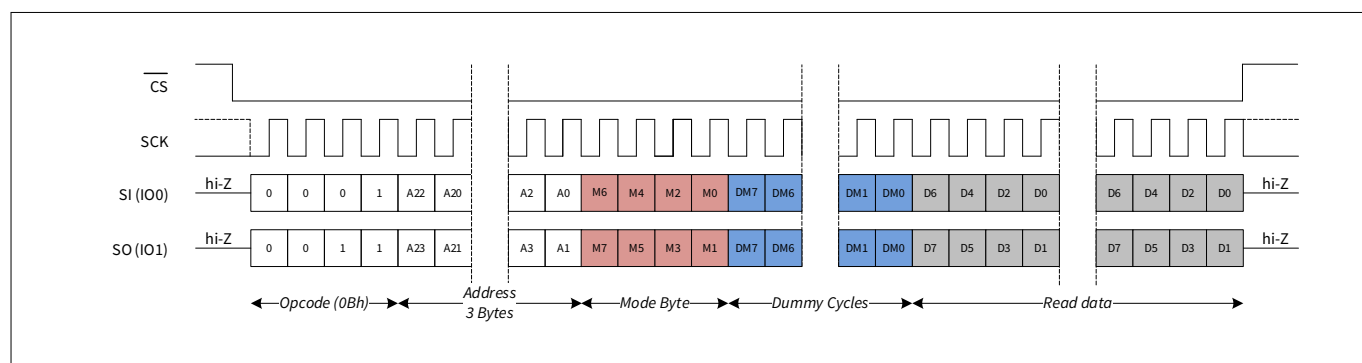 CS
SCK
SI (IO0) hi-Z 0 0 0 1 A22 A20 A2 A0 M6 M4 M2 M0 DM7 DM6 DM1 DM0 D6 D4 D2 D0 D6 D4 D2 D0 hi-Z
SO (IO1) hi-Z 0 0 1 1 A23 A21 A3 A1 M7 M5 M3 M1 DM7 DM6 DM1 DM0 D7 D5 D3 D1 D7 D5 D3 D1 hi-Z
Opcode (0Bh) Address Mode Byte Dummy Cycles Read data
3 Bytes